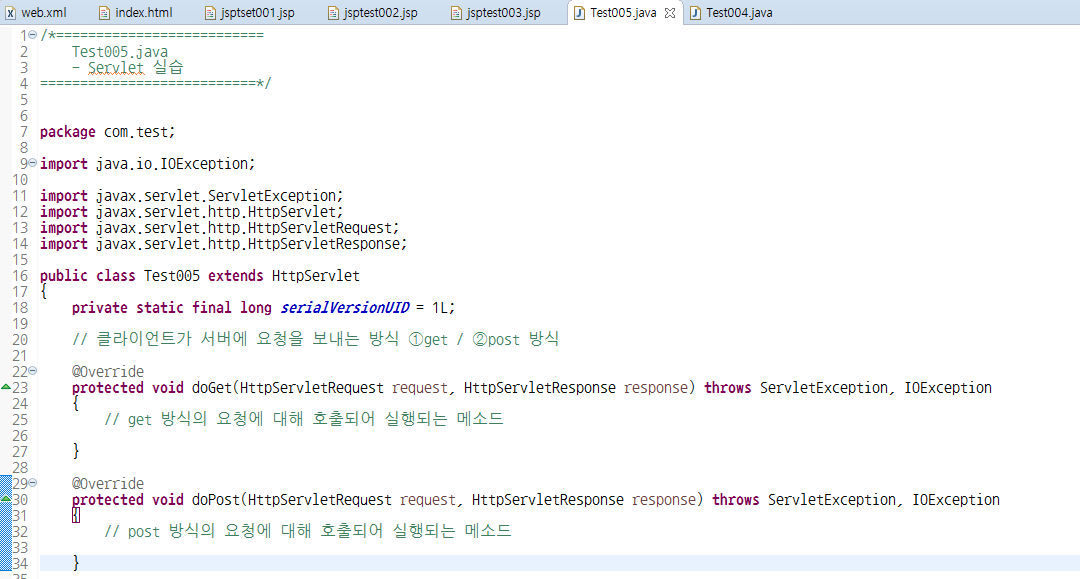 web.xml index.html jsptset001.jsp jsptest002.jsp jsptest003.jsp Test005.java Test004.java
1 /*==========================
2 Test005.java
3 - Servlet 실습
4 ===========================*/
5
6
7 package com.test;
8
9 import java.io.IOException;
10
11 import javax.servlet.ServletException;
12 import javax.servlet.http.HttpServlet;
13 import javax.servlet.http.HttpServletRequest;
14 import javax.servlet.http.HttpServletResponse;
15
16 public class Test005 extends HttpServlet
17 {
18 private static final long serialVersionUID = 1L;
19
20 // 클라이언트가 서버에 요청을 보내는 방식 ①get / ②post 방식
21
22 @Override
23 protected void doGet(HttpServletRequest request, HttpServletResponse response) throws ServletException, IOException
24 {
25 // get 방식의 요청에 대해 호출되어 실행되는 메소드
26
27 }
28
29 @Override
30 protected void doPost(HttpServletRequest request, HttpServletResponse response) throws ServletException, IOException
31 {
32 // post 방식의 요청에 대해 호출되어 실행되는 메소드
33
34 }